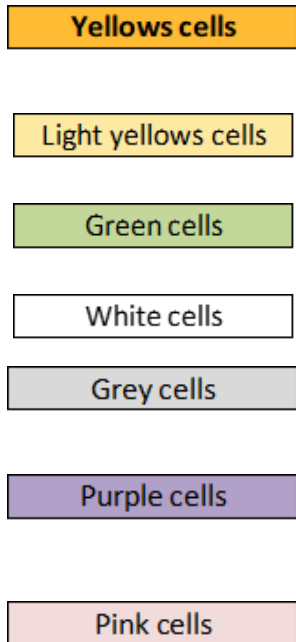 Yellows cells
Light yellows cells
Green cells
White cells
Grey cells
Purple cells
Pink cells